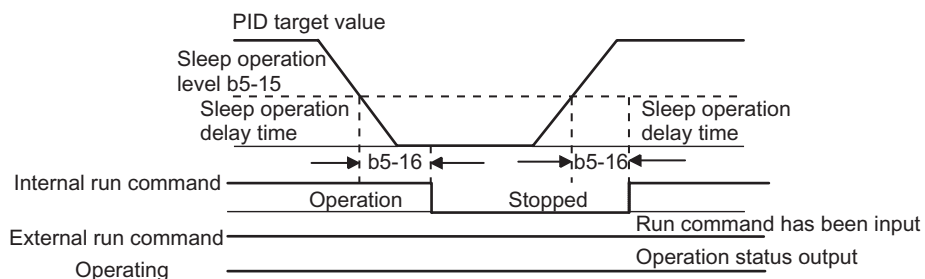 PID target value
Sleep operation
level b5-15
Sleep operation
delay time
Sleep operation
delay time
b5-16
b5-16
Internal run command
Operation
Stopped
Run command has been input
External run command
Operation status output
Operating